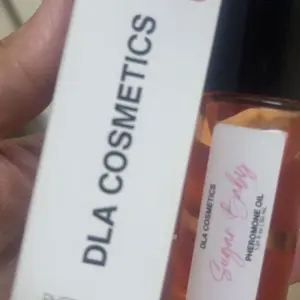 DLA COSMETICS
DLA COSMETICS
Sugar Baby
PHEROMONE OIL